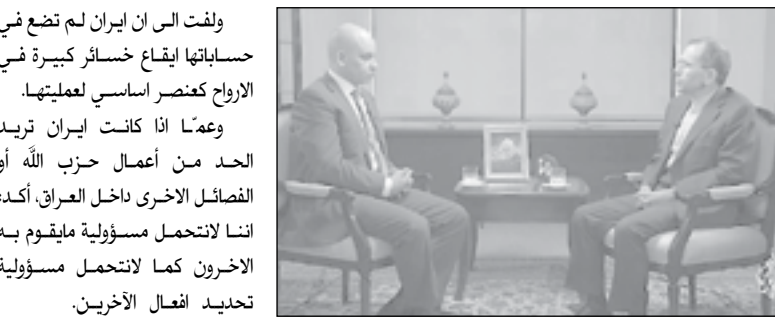 ولفت الى ان ايران لم تضع في
حساباتها ايقاع خسائر كبيرة في
الارواح كعنصر اساسي لعمليتها.
وعمّا اذا كانت ايران تريد
الحد من أعمال حزب الله أو
الفصائل الاخرى داخل العراق، أكد،
اننا لانتحمل مسؤولية مايقوم به
الاخرون كما لانتحمل مسؤولية
تحديد افعال الآخرين.